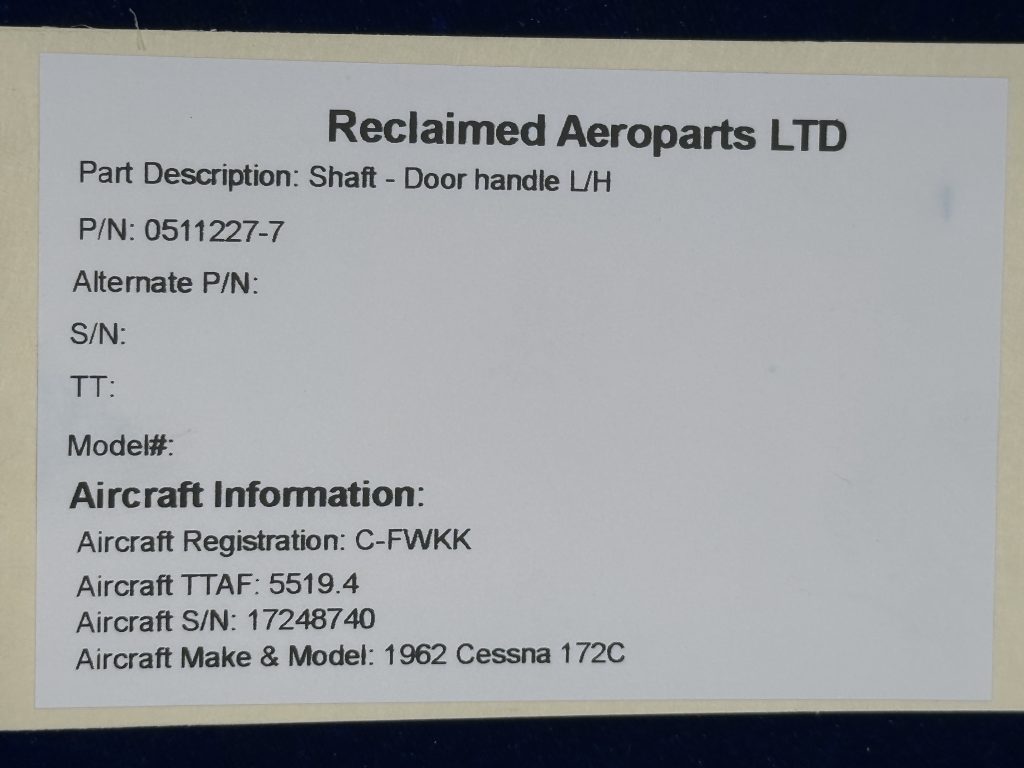 Reclaimed Aeroparts LTD
Part Description: Shaft - Door handle L/H
P/N: 0511227-7
Alternate P/N:
S/N:
TT:
Model#:
Aircraft Information:
Aircraft Registration: C-FWKK
Aircraft TTAF: 5519.4
Aircraft S/N: 17248740
Aircraft Make & Model: 1962 Cessna 172C